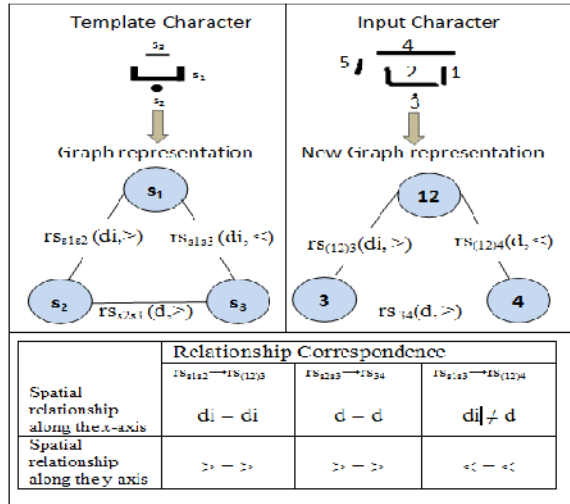 Template Character
s₃
s₁
s₂
Graph representation
s₁
rsₛ₁ₛ₂(di,>)
rsₛ₁ₛ₃(di,<)
s₂
s₃
rsₛ₂ₛ₃(d,>)
Input Character
4
5
2
1
3
New Graph representation
12
rs₍₁₂₎₃(di,>)
rs₍₁₂₎₄(d,<)
3
4
rs₃₄(d,>)
Relationship Correspondence
rsₛ₁ₛ₂→rs₍₁₂₎₃ rsₛ₂ₛ₃→rs₃₄ rsₛ₁ₛ₃→rs₍₁₂₎₄
Spatial
relationship
along the x-axis
di = di d = d di ≠ d
Spatial
relationship
along the y axis
> = > > = > < = <